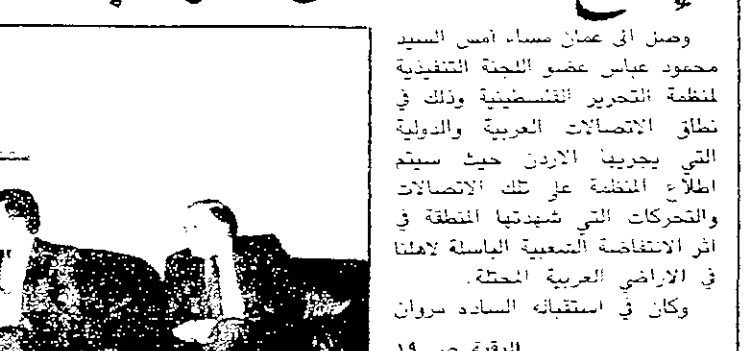 وصل الى عمان مساء امس السيد
محمود عباس عضو اللجنة التنفيذية
لمنظمة التحرير الفلسطينية وذلك في
نطاق الاتصالات العربية والدولية
التي يجريها الاردن حيث سيتم
اطلاع المنظمة على تلك الاتصالات
والتحركات التي شهدتها المنطقة في
اثر الانتفاضة الشعبية الباسلة لاهلنا
في الاراضي العربية المحتلة.
وكان في استقباله الساده مروان
البقية ص ١٩